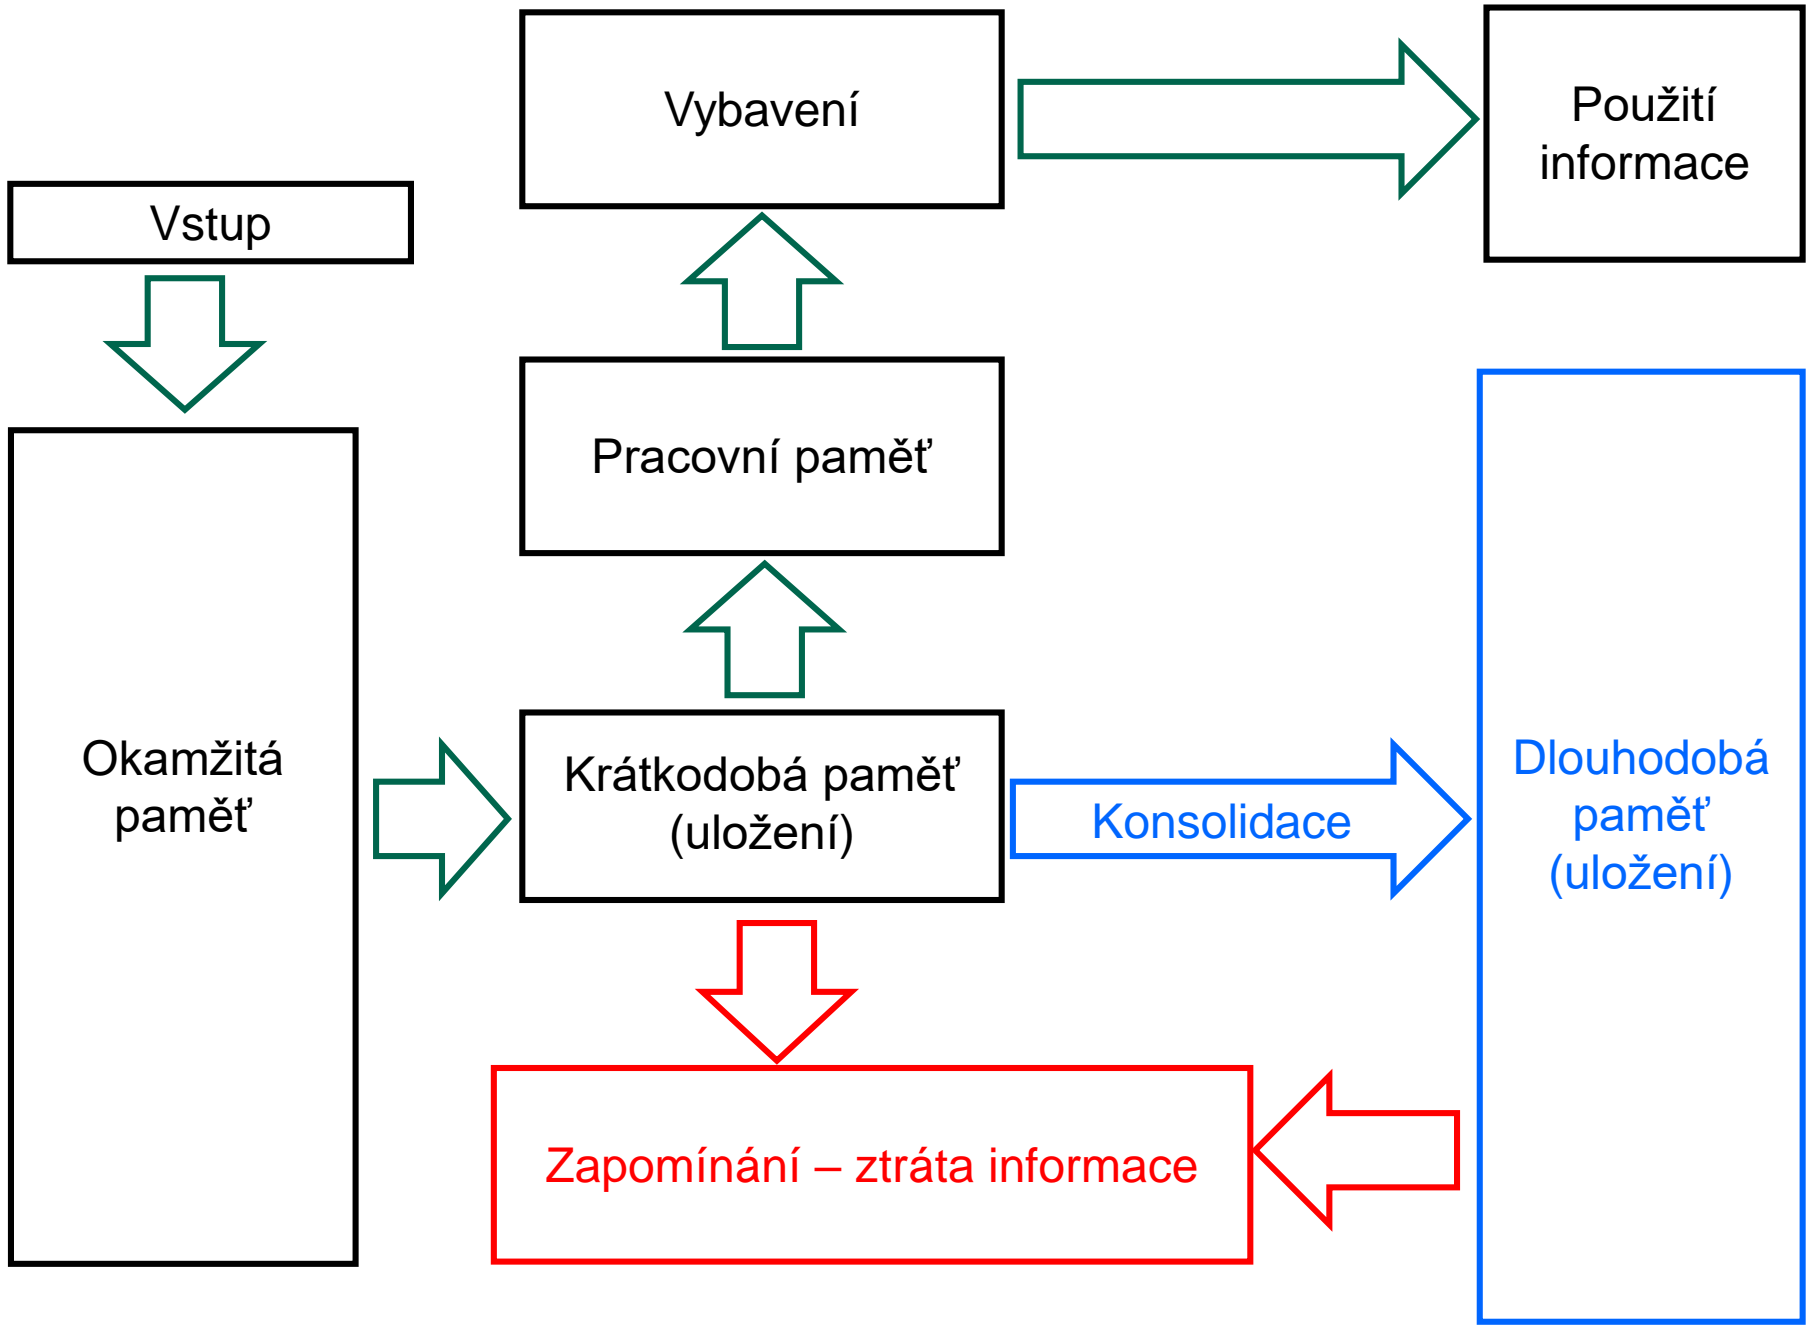 Vybavení
Použití
informace
Vstup
Pracovní paměť
Okamžitá
paměť
Krátkodobá paměť
(uložení)
Konsolidace
Dlouhodobá
paměť
(uložení)
Zapomínání – ztráta informace